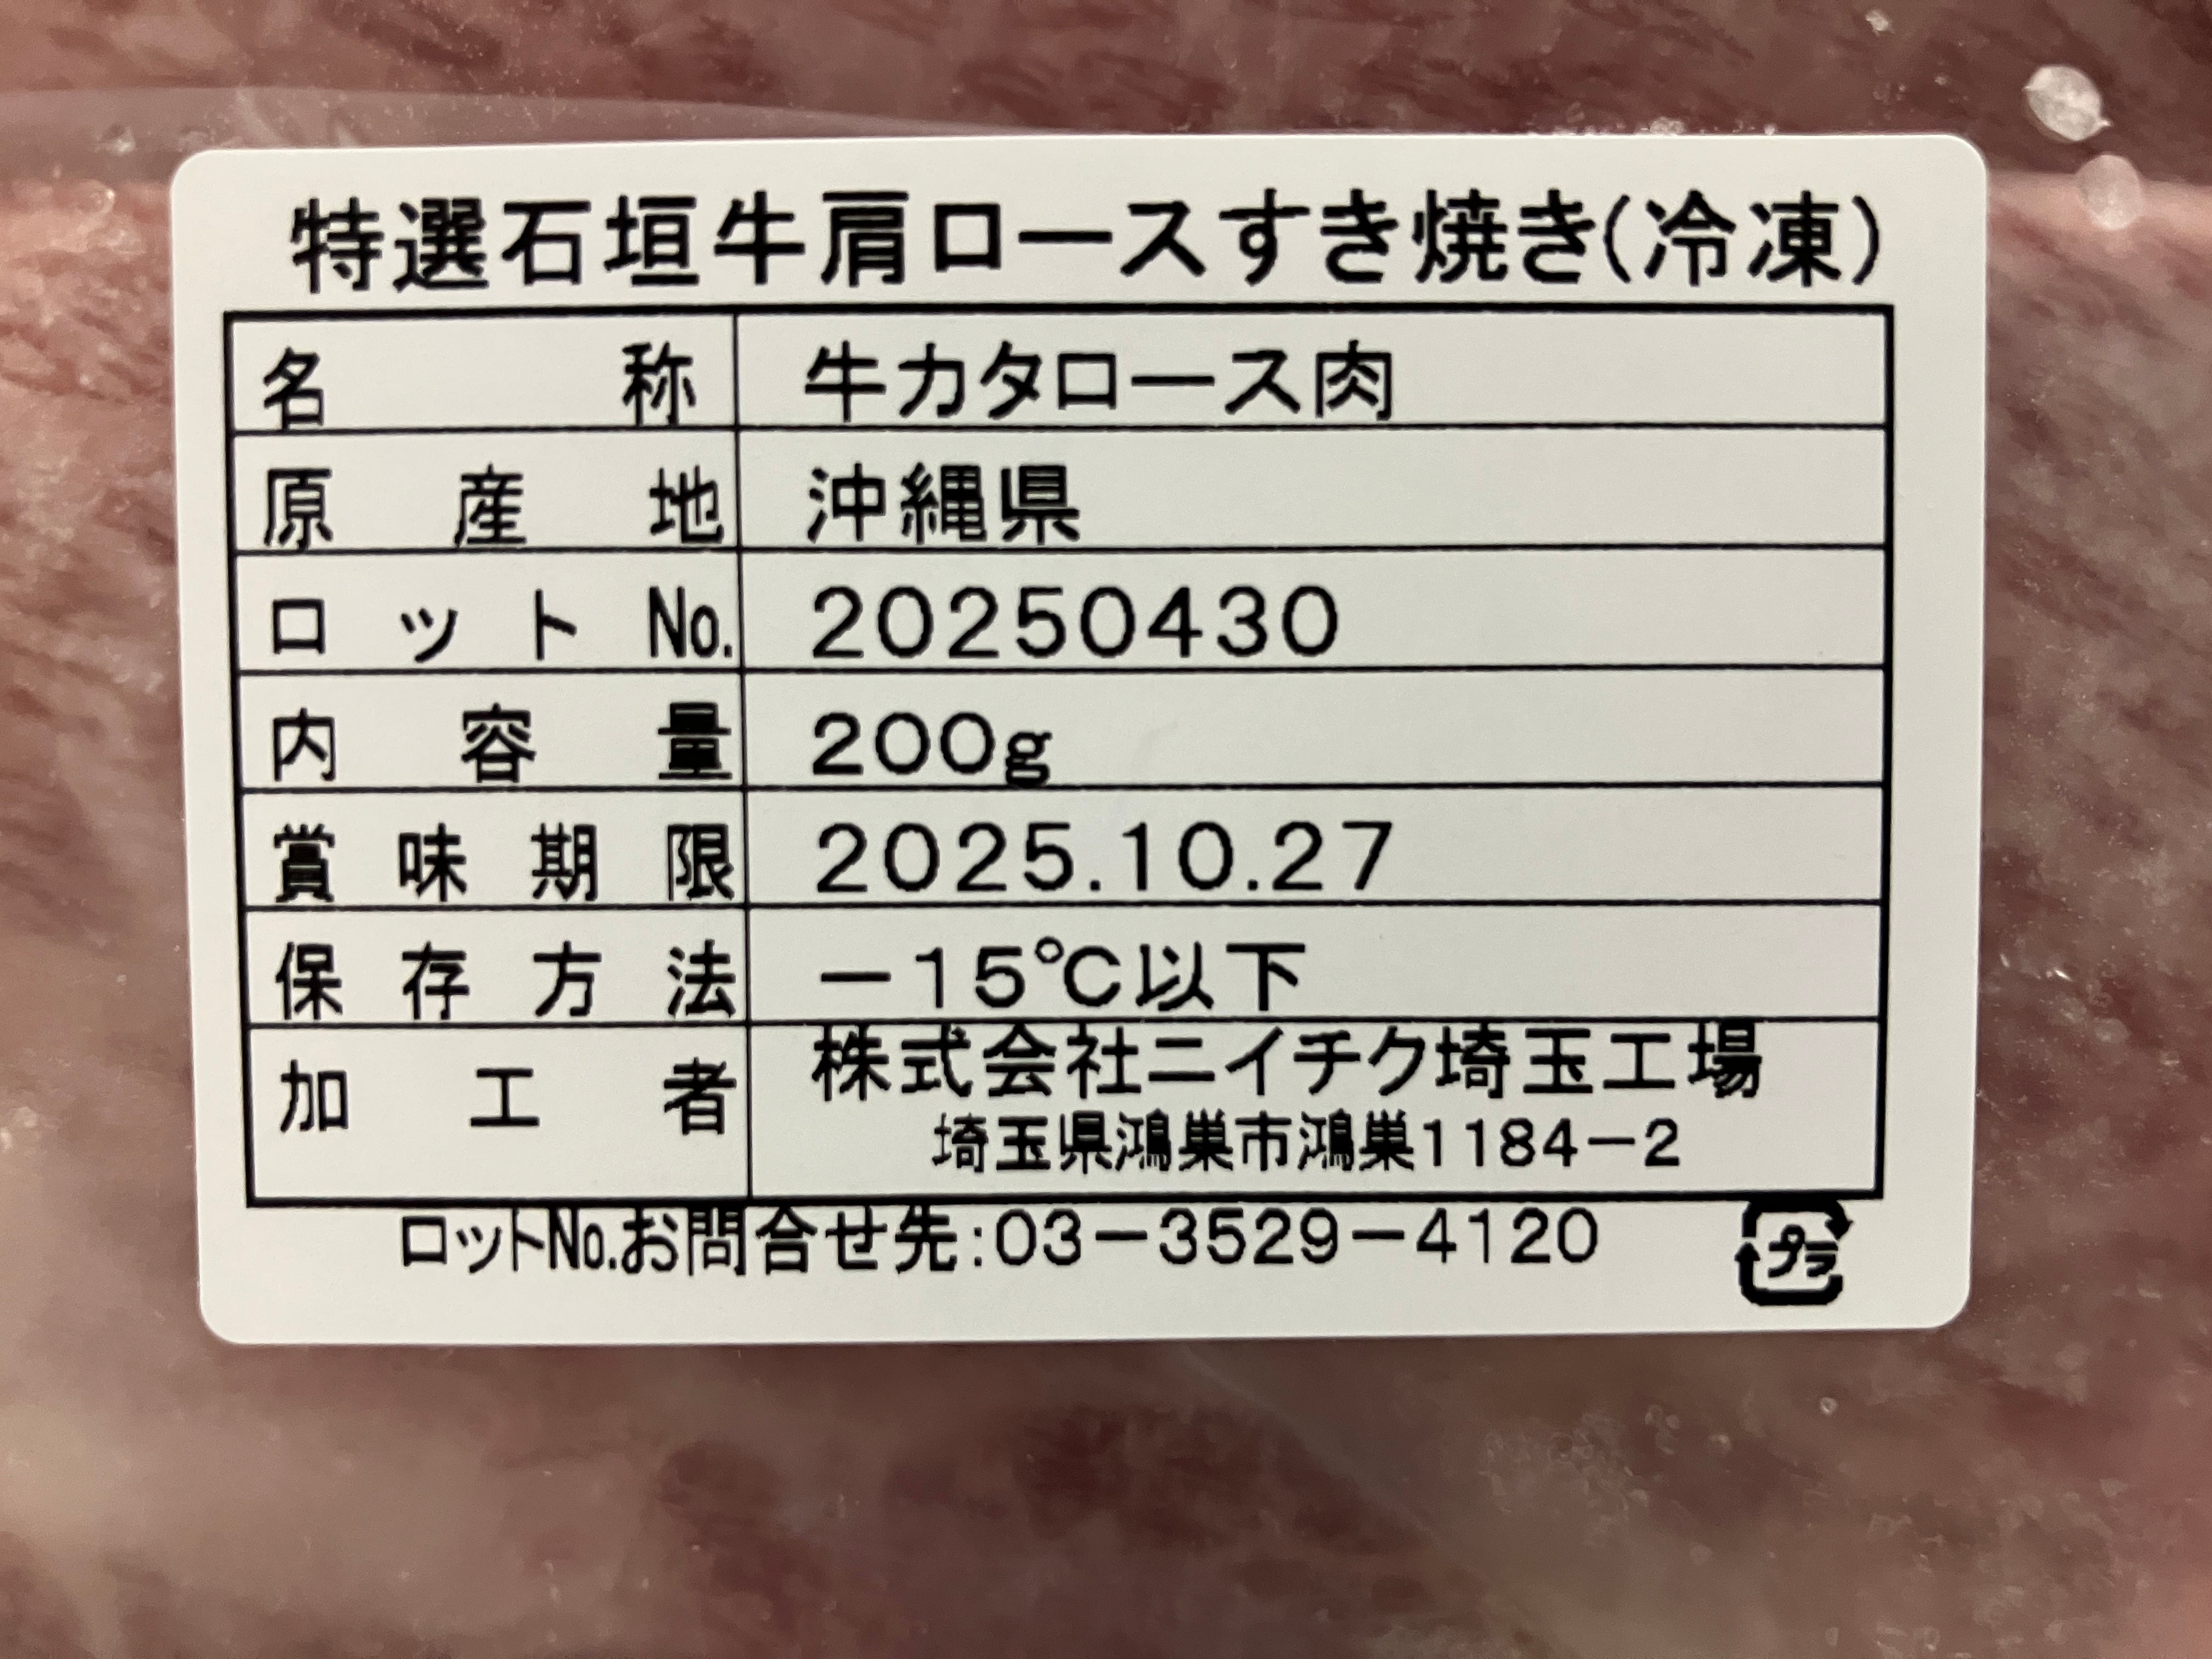 特選石垣牛肩ロースすき焼き(冷凍)
名称 牛カタロース肉
原産地 沖縄県
ロットNo. 20250430
内容量 200g
賞味期限 2025.10.27
保存方法 －15℃以下
加工者 株式会社ニイチク埼玉工場
埼玉県鴻巣市鴻巣1184－2
ロットNo.お問合せ先:03－3529－4120
プラ